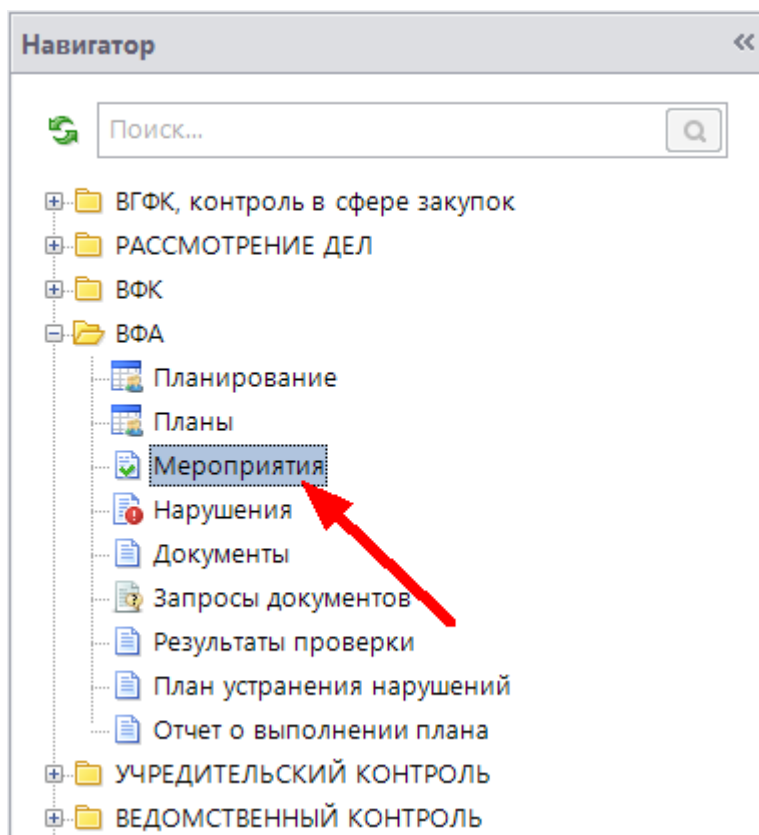 Навигатор
Поиск...
ВГФК, контроль в сфере закупок
РАССМОТРЕНИЕ ДЕЛ
ВФК
ВФА
Планирование
Планы
Мероприятия
Нарушения
Документы
Запросы документов
Результаты проверки
План устранения нарушений
Отчет о выполнении плана
УЧРЕДИТЕЛЬСКИЙ КОНТРОЛЬ
ВЕДОМСТВЕННЫЙ КОНТРОЛЬ